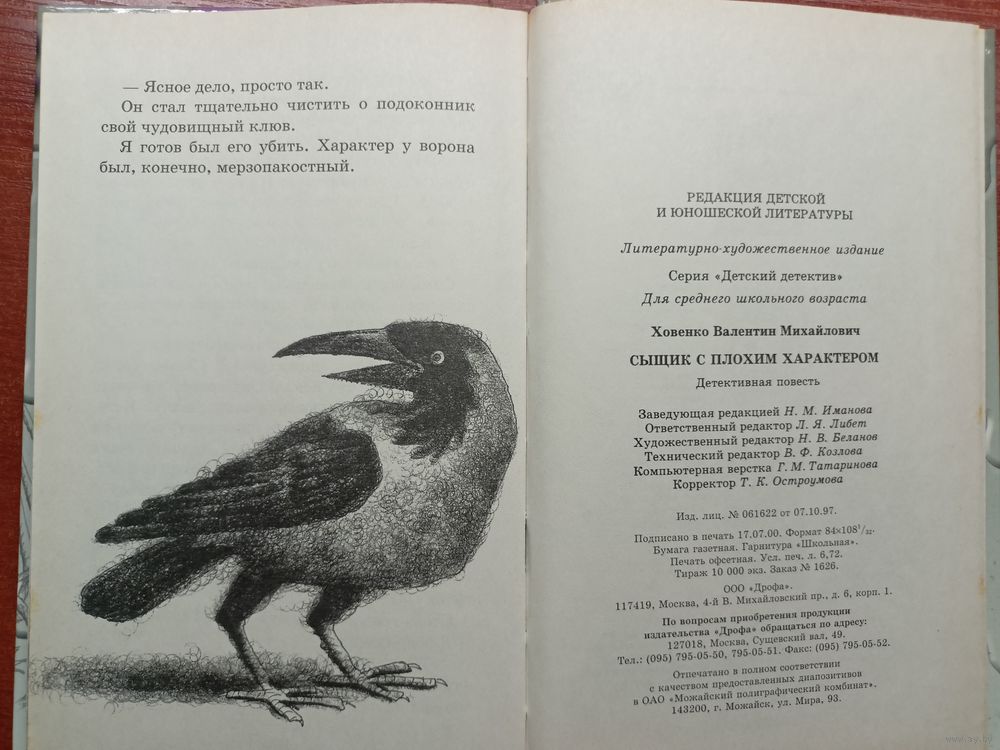 — Ясное дело, просто так.
Он стал тщательно чистить о подоконник
свой чудовищный клюв.
Я готов был его убить. Характер у ворона
был, конечно, мерзопакостный.
РЕДАКЦИЯ ДЕТСКОЙ
И ЮНОШЕСКОЙ ЛИТЕРАТУРЫ
Литературно-художественное издание
Серия «Детский детектив»
Для среднего школьного возраста
Ховенко Валентин Михайлович
СЫЩИК С ПЛОХИМ ХАРАКТЕРОМ
Детективная повесть
Заведующая редакцией Н. М. Иманова
Ответственный редактор Л. Я. Либет
Художественный редактор Н. В. Беланов
Технический редактор В. Ф. Козлова
Компьютерная верстка Г. М. Татаринова
Корректор Т. К. Остроумова
Изд. лиц. № 061622 от 07.10.97.
Подписано в печать 17.07.00. Формат 84×108¹/₃₂.
Бумага газетная. Гарнитура «Школьная».
Печать офсетная. Усл. печ. л. 6,72.
Тираж 10 000 экз. Заказ № 1626.
ООО «Дрофа».
117419, Москва, 4-й В. Михайловский пр., д. 6, корп. 1.
По вопросам приобретения продукции
издательства «Дрофа» обращаться по адресу:
127018, Москва, Сущевский вал, 49.
Тел.: (095) 795-05-50, 795-05-51. Факс: (095) 795-05-52.
Отпечатано в полном соответствии
с качеством предоставленных диапозитивов
в ОАО «Можайский полиграфический комбинат».
143200, г. Можайск, ул. Мира, 93.
www.ay.by